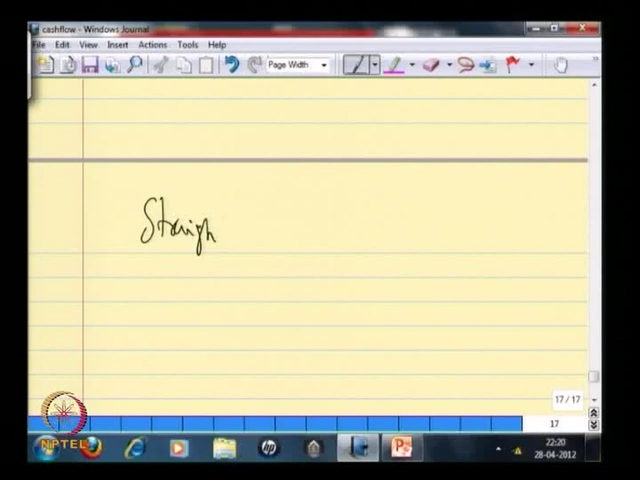 cashflow - Windows Journal
File Edit View Insert Actions Tools Help
Page Width
Straigh
17 / 17
17
NPTEL
22:20
28-04-2012